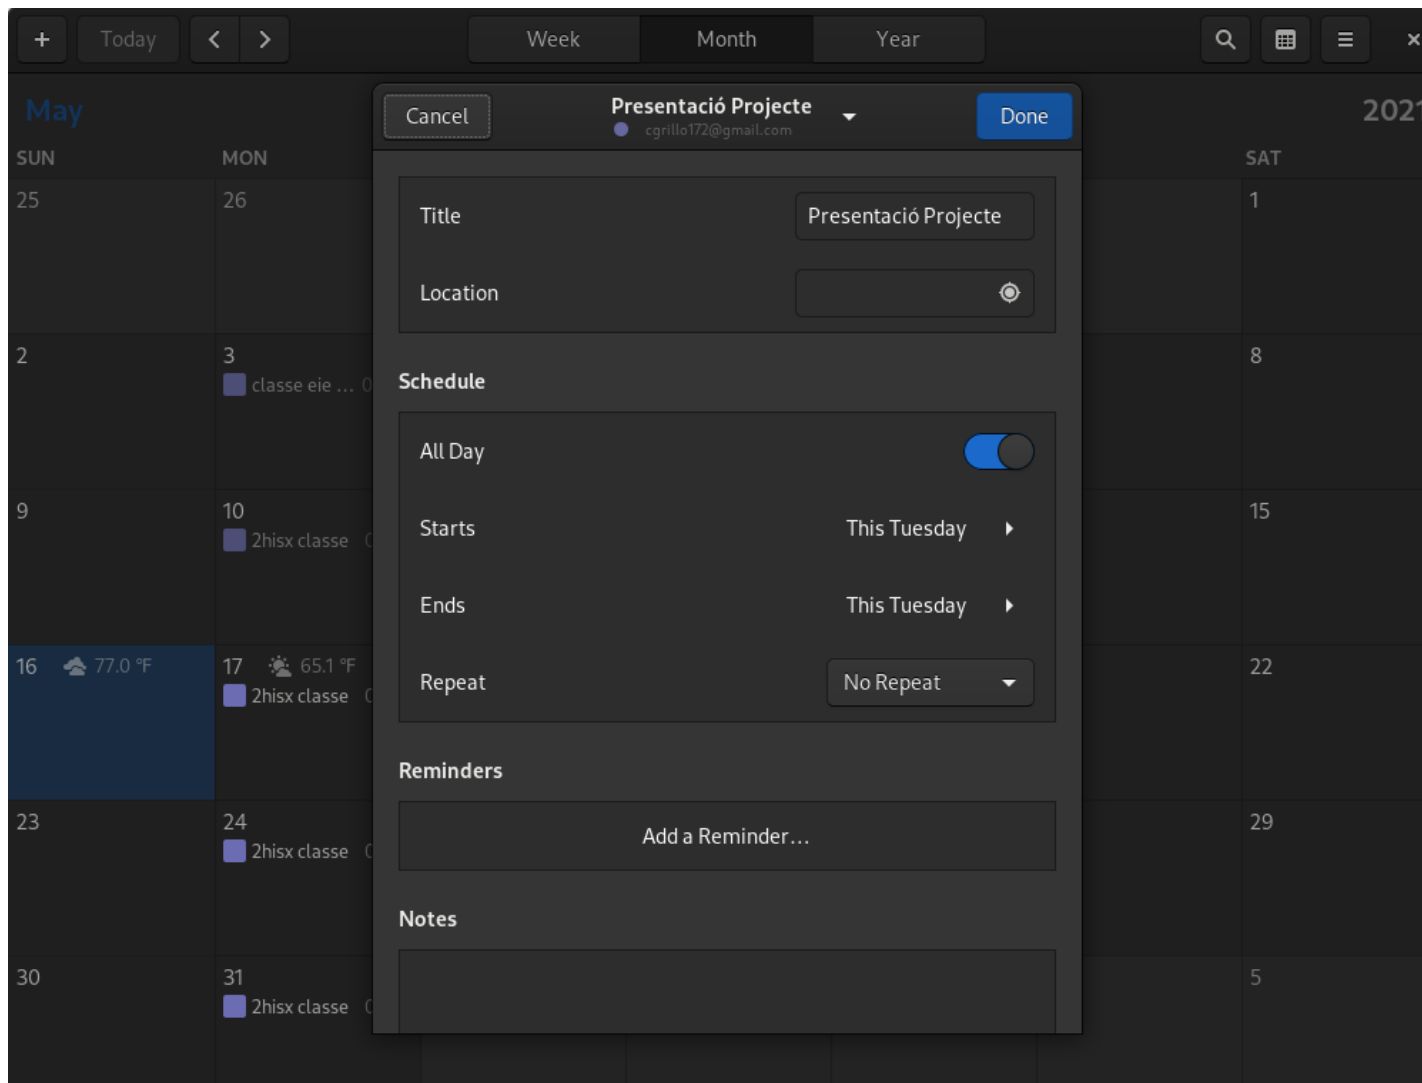 + Today Week Month Year
May 2021
Cancel Presentació Projecte Done
cgrillo172@gmail.com
SUN MON SAT
25 26 1
Title Presentació Projecte
Location
2 3 8
classe eie ... 0
Schedule
All Day
9 10 15
2hisx classe
Starts This Tuesday
Ends This Tuesday
16 77.0 °F 17 65.1 °F 22
2hisx classe
Repeat No Repeat
Reminders
23 24 29
Add a Reminder...
2hisx classe
Notes
30 31 5
2hisx classe